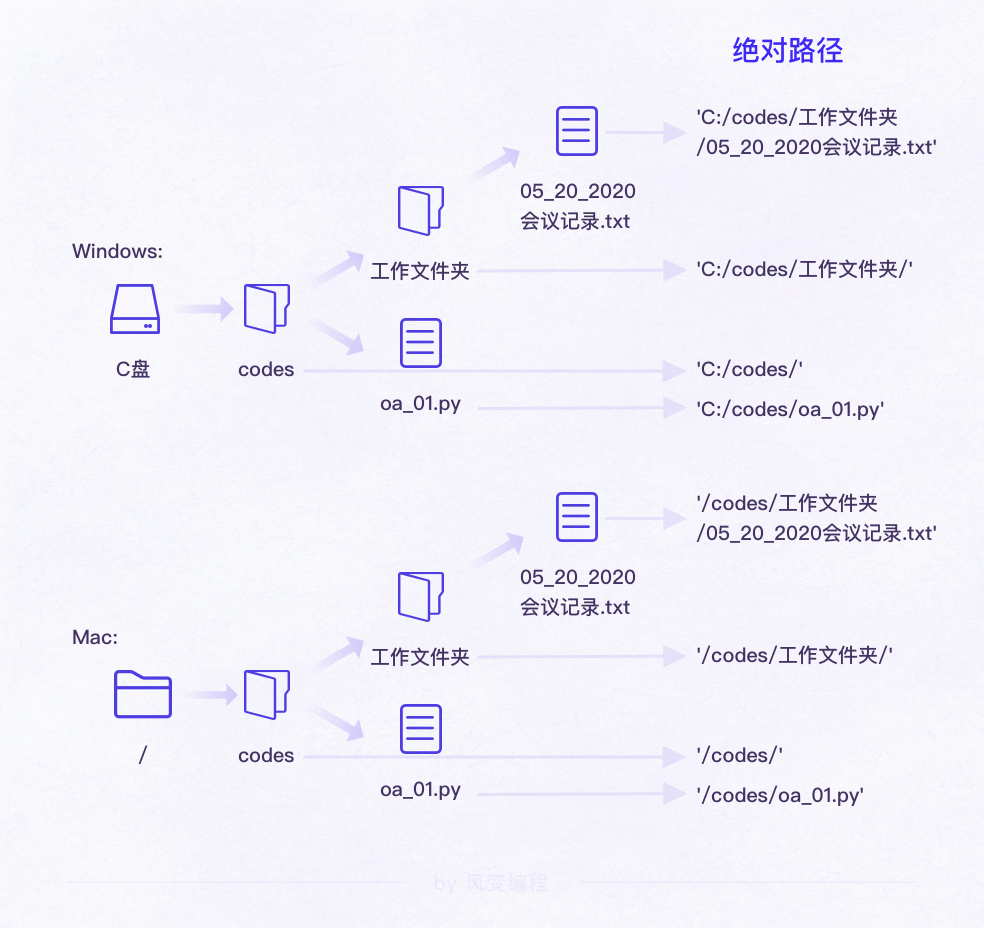 绝对路径
'C:/codes/工作文件夹
/05_20_2020会议记录.txt'
05_20_2020
会议记录.txt
Windows:
工作文件夹
'C:/codes/工作文件夹/'
C盘
codes
'C:/codes/'
oa_01.py
'C:/codes/oa_01.py'
'/codes/工作文件夹
/05_20_2020会议记录.txt'
05_20_2020
会议记录.txt
Mac:
工作文件夹
'/codes/工作文件夹/'
/
codes
'/codes/'
oa_01.py
'/codes/oa_01.py'
by 风变编程